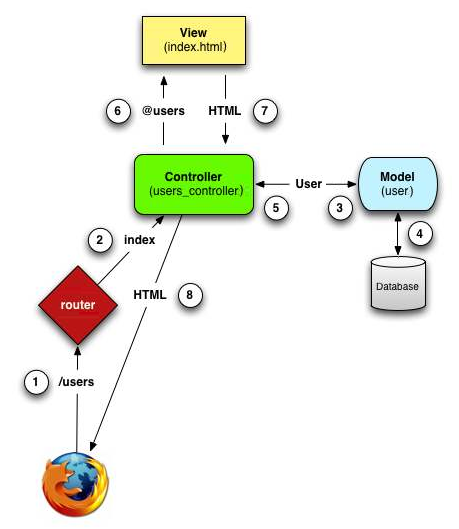 View
(index.html)
6
@users
HTML
7
Controller
(users_controller)
User
Model
(user)
5
3
4
2
index
HTML
8
router
Database
1
/users